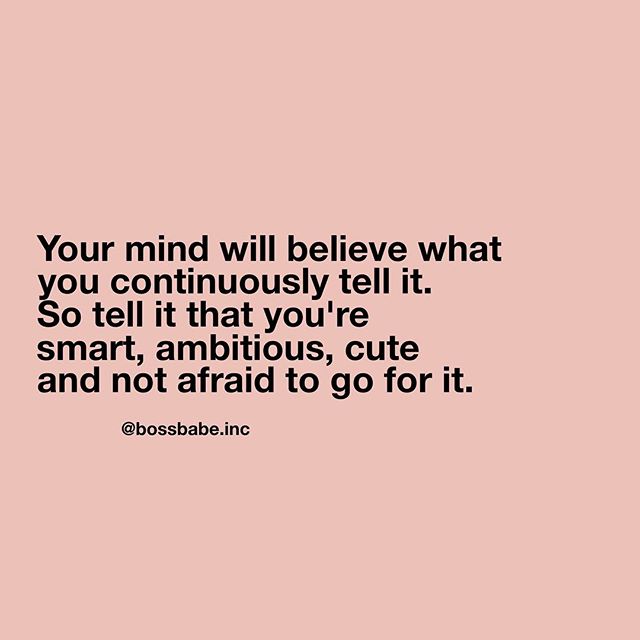 Your mind will believe what
you continuously tell it.
So tell it that you're
smart, ambitious, cute
and not afraid to go for it.
@bossbabe.inc